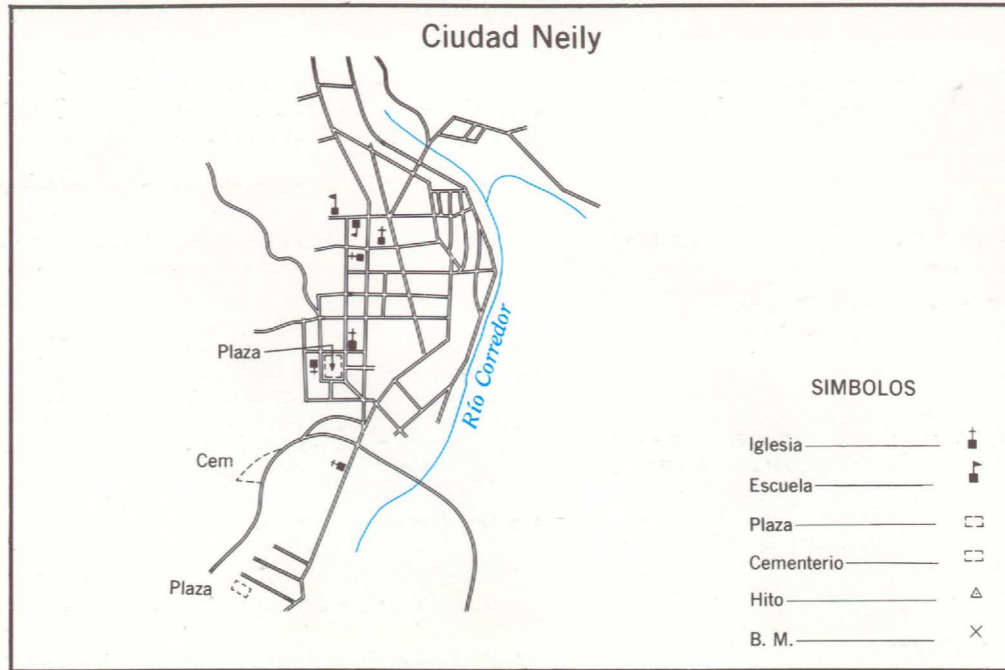 Ciudad Neily
Plaza
Río Corredor
Cem
Plaza
SIMBOLOS
Iglesia
Escuela
Plaza
Cementerio
Hito
B. M.